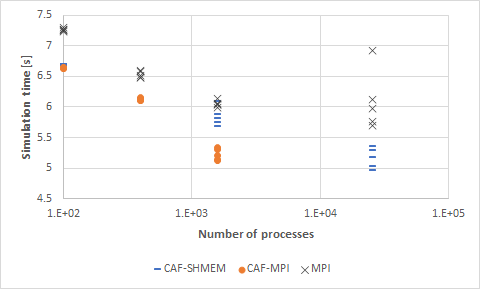 7.5
7
6.5
6
5.5
5
4.5
Simulation time [s]
1.E+02 1.E+03 1.E+04 1.E+05
Number of processes
CAF-SHMEM CAF-MPI MPI